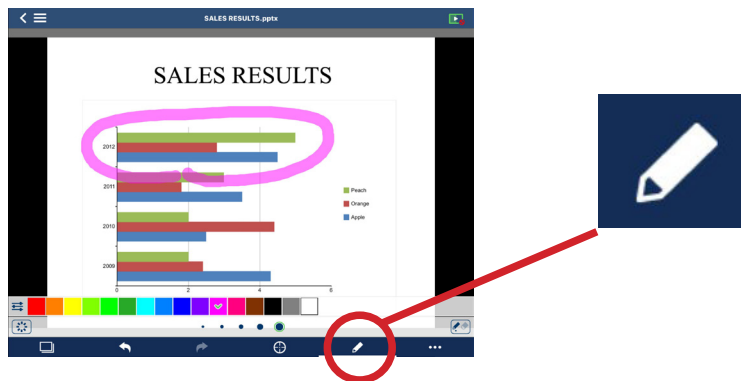 SALES RESULTS.pptx
SALES RESULTS
2012
2011
2010
2009
Peach
Orange
Apple
0 2 4 6